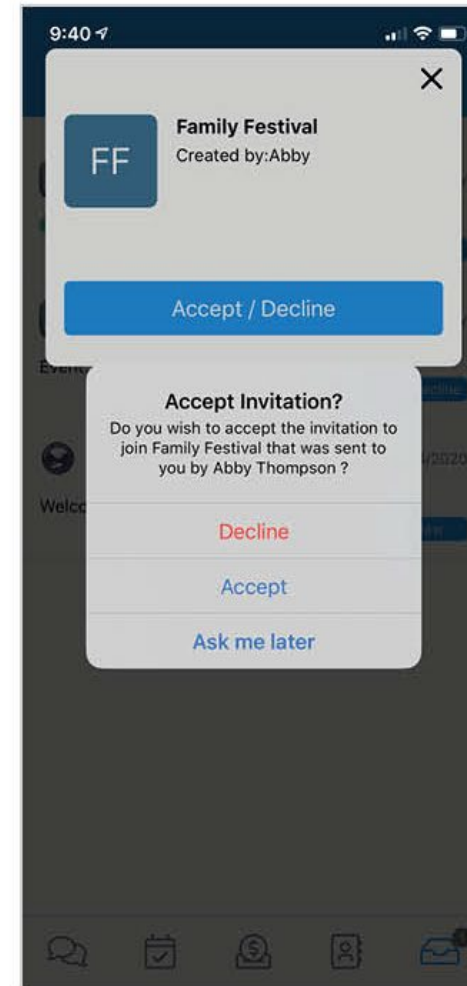 9:40
Family Festival
FF
Created by:Abby
Accept / Decline
Accept Invitation?
Do you wish to accept the invitation to
join Family Festival that was sent to
you by Abby Thompson ?
Decline
Accept
Ask me later